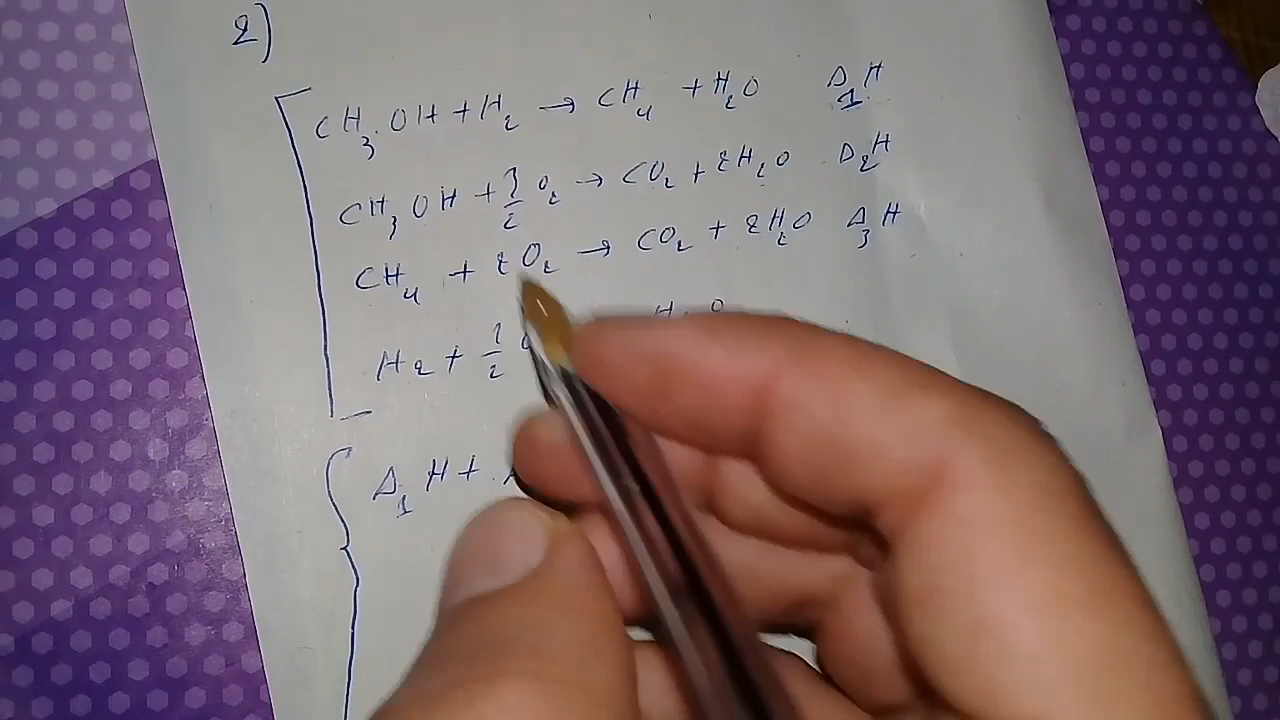 2)
CH₃OH + H₂ → CH₄ + H₂O Δ₁H
CH₃OH + 3/2 O₂ → CO₂ + 2H₂O Δ₂H
CH₄ + 2O₂ → CO₂ + 2H₂O Δ₃H
H₂ + 1/2
Δ₁H +